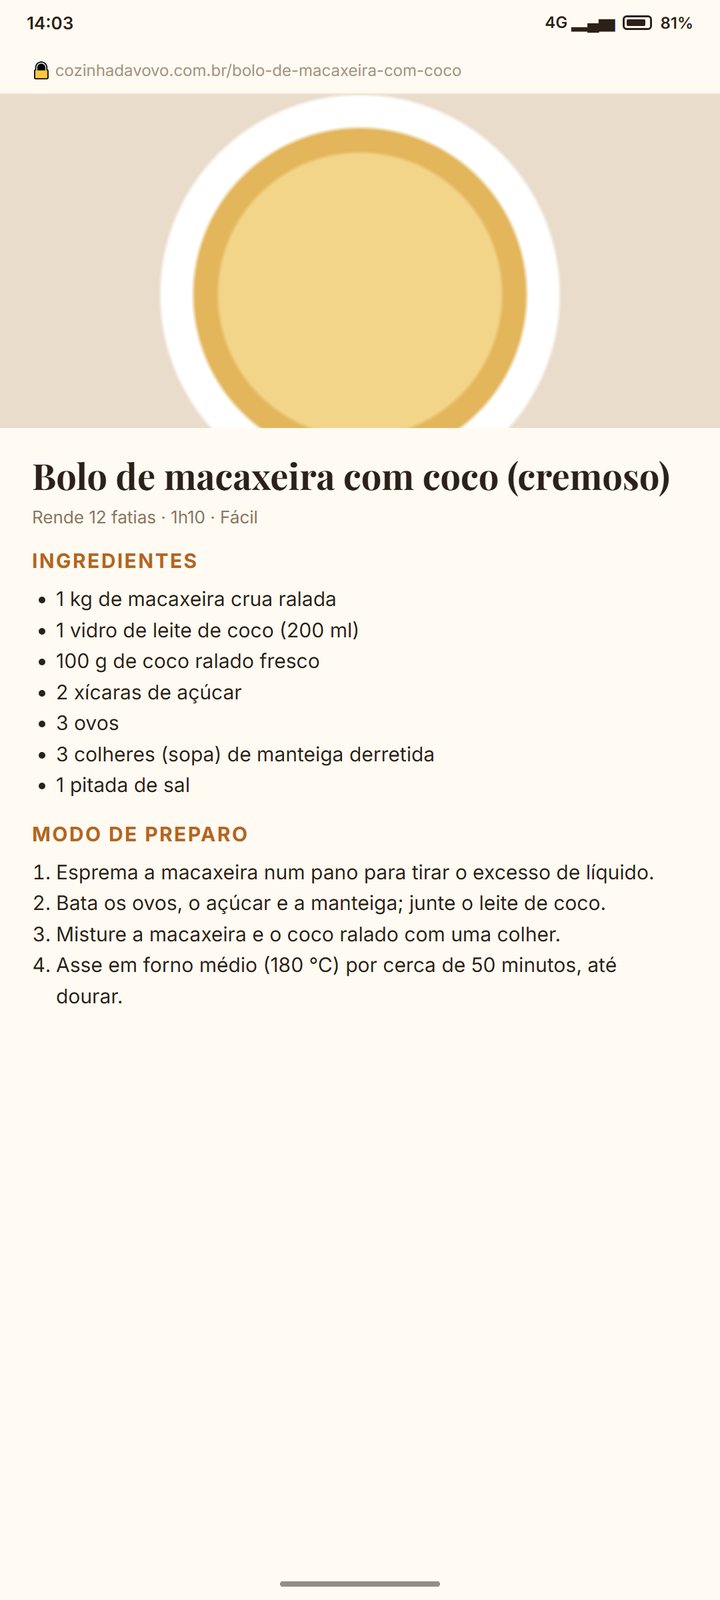 14:03
4G 81%
cozinhadavovo.com.br/bolo-de-macaxeira-com-coco
Bolo de macaxeira com coco (cremoso)
Rende 12 fatias · 1h10 · Fácil
INGREDIENTES
• 1 kg de macaxeira crua ralada
• 1 vidro de leite de coco (200 ml)
• 100 g de coco ralado fresco
• 2 xícaras de açúcar
• 3 ovos
• 3 colheres (sopa) de manteiga derretida
• 1 pitada de sal
MODO DE PREPARO
1. Esprema a macaxeira num pano para tirar o excesso de líquido.
2. Bata os ovos, o açúcar e a manteiga; junte o leite de coco.
3. Misture a macaxeira e o coco ralado com uma colher.
4. Asse em forno médio (180 °C) por cerca de 50 minutos, até
dourar.